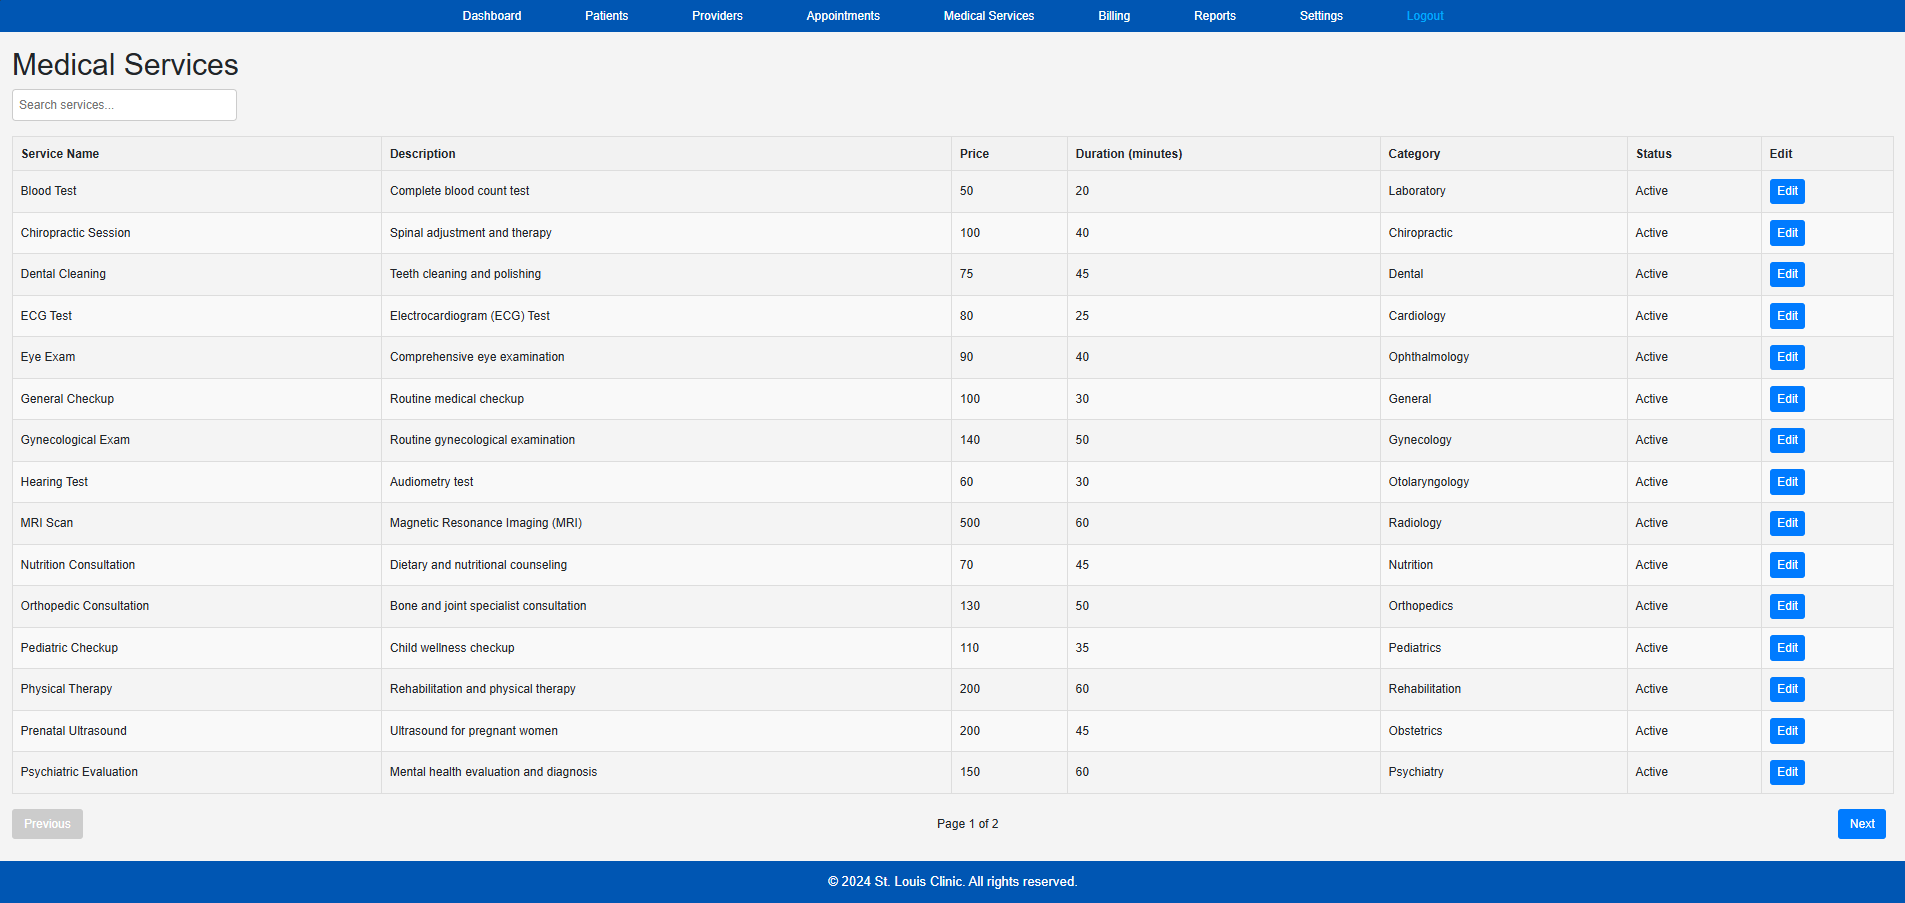 Dashboard Patients Providers Appointments Medical Services Billing Reports Settings Logout
Medical Services
Search services...
Service Name Description Price Duration (minutes) Category Status Edit
Blood Test Complete blood count test 50 20 Laboratory Active Edit
Chiropractic Session Spinal adjustment and therapy 100 40 Chiropractic Active Edit
Dental Cleaning Teeth cleaning and polishing 75 45 Dental Active Edit
ECG Test Electrocardiogram (ECG) Test 80 25 Cardiology Active Edit
Eye Exam Comprehensive eye examination 90 40 Ophthalmology Active Edit
General Checkup Routine medical checkup 100 30 General Active Edit
Gynecological Exam Routine gynecological examination 140 50 Gynecology Active Edit
Hearing Test Audiometry test 60 30 Otolaryngology Active Edit
MRI Scan Magnetic Resonance Imaging (MRI) 500 60 Radiology Active Edit
Nutrition Consultation Dietary and nutritional counseling 70 45 Nutrition Active Edit
Orthopedic Consultation Bone and joint specialist consultation 130 50 Orthopedics Active Edit
Pediatric Checkup Child wellness checkup 110 35 Pediatrics Active Edit
Physical Therapy Rehabilitation and physical therapy 200 60 Rehabilitation Active Edit
Prenatal Ultrasound Ultrasound for pregnant women 200 45 Obstetrics Active Edit
Psychiatric Evaluation Mental health evaluation and diagnosis 150 60 Psychiatry Active Edit
Previous Page 1 of 2 Next
© 2024 St. Louis Clinic. All rights reserved.